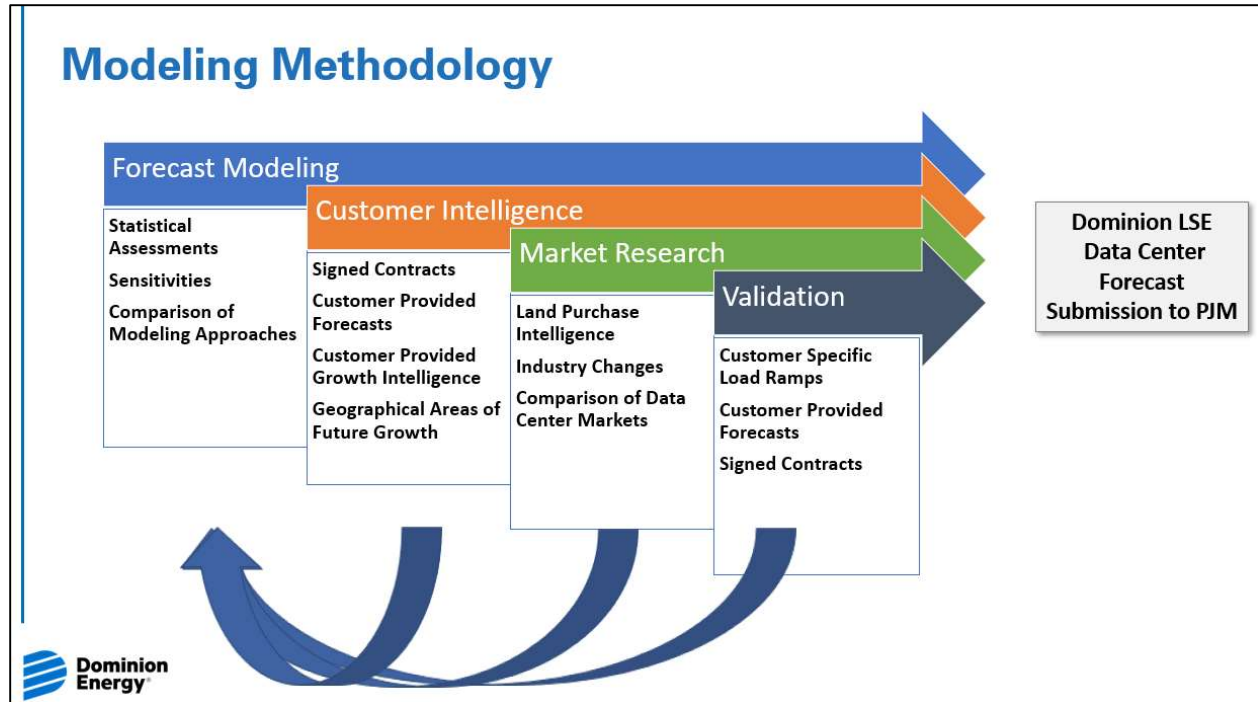 Modeling Methodology
Forecast Modeling
Statistical
Assessments
Sensitivities
Comparison of
Modeling Approaches
Customer Intelligence
Signed Contracts
Customer Provided
Forecasts
Customer Provided
Growth Intelligence
Geographical Areas of
Future Growth
Market Research
Land Purchase
Intelligence
Industry Changes
Comparison of Data
Center Markets
Validation
Customer Specific
Load Ramps
Customer Provided
Forecasts
Signed Contracts
Dominion LSE
Data Center
Forecast
Submission to PJM
Dominion
Energy®